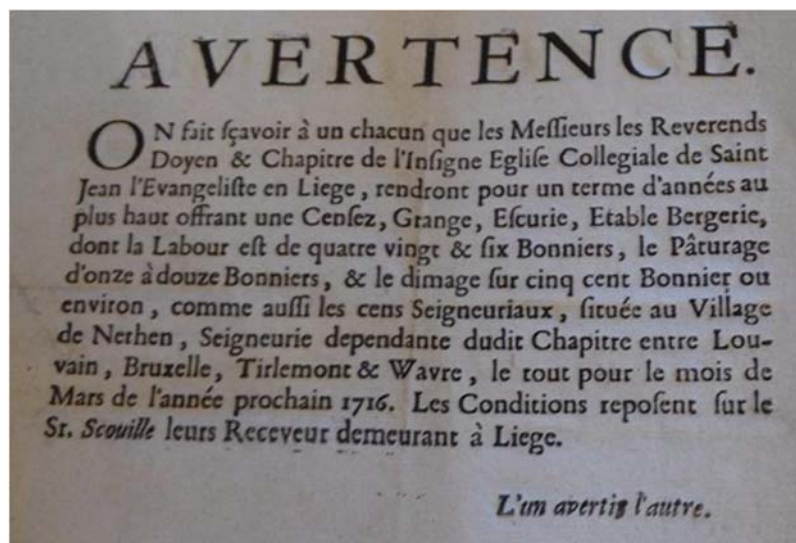 AVERTENCE.
ON fait ſçavoir à un chacun que les Meſſieurs les Reverends
Doyen & Chapitre de l'Inſigne Egliſe Collegiale de Saint
Jean l'Evangeliſte en Liege, rendront pour un terme d'années au
plus haut offrant une Cenſez, Grange, Eſcurie, Etable Bergerie,
dont la Labour eſt de quatre vingt & ſix Bonniers, le Pâturage
d'onze à douze Bonniers, & le dimage ſur cinq cent Bonnier ou
environ, comme auſſi les cens Seigneuriaux, ſituée au Village
de Nethen, Seigneurie dependante dudit Chapitre entre Lou-
vain, Bruxelle, Tirlemont & Wavre, le tout pour le mois de
Mars de l'année prochain 1716. Les Conditions repoſent ſur le
Sr. Scouille leurs Receveur demeurant à Liege.
L'un avertis l'autre.